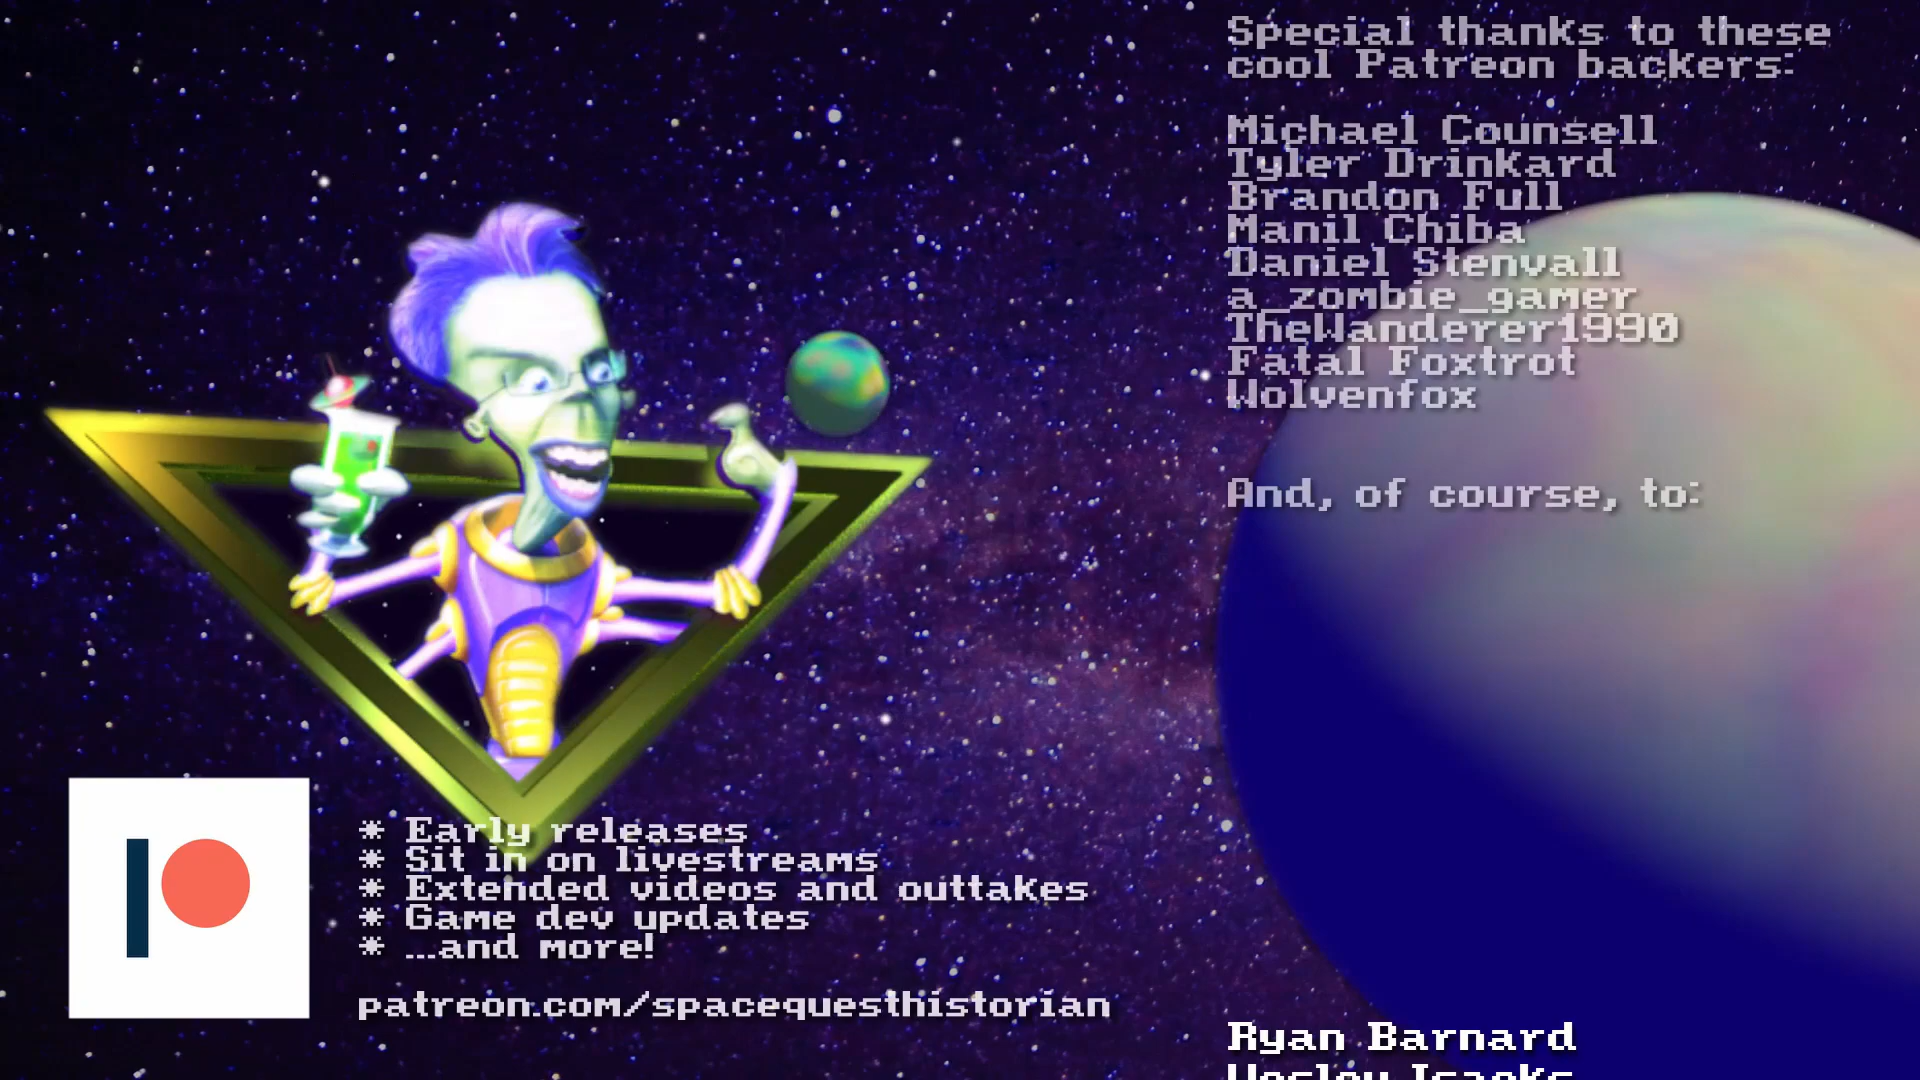 Special thanks to these
cool Patreon backers:
Michael Counsell
Tyler Drinkard
Brandon Full
Manil Chiba
Daniel Stenvall
a_zombie_gamer
TheWanderer1990
Fatal Foxtrot
Wolvenfox
And, of course, to:
* Early releases
* Sit in on livestreams
* Extended videos and outtakes
* Game dev updates
* ...and more!
patreon.com/spacequesthistorian
Ryan Barnard